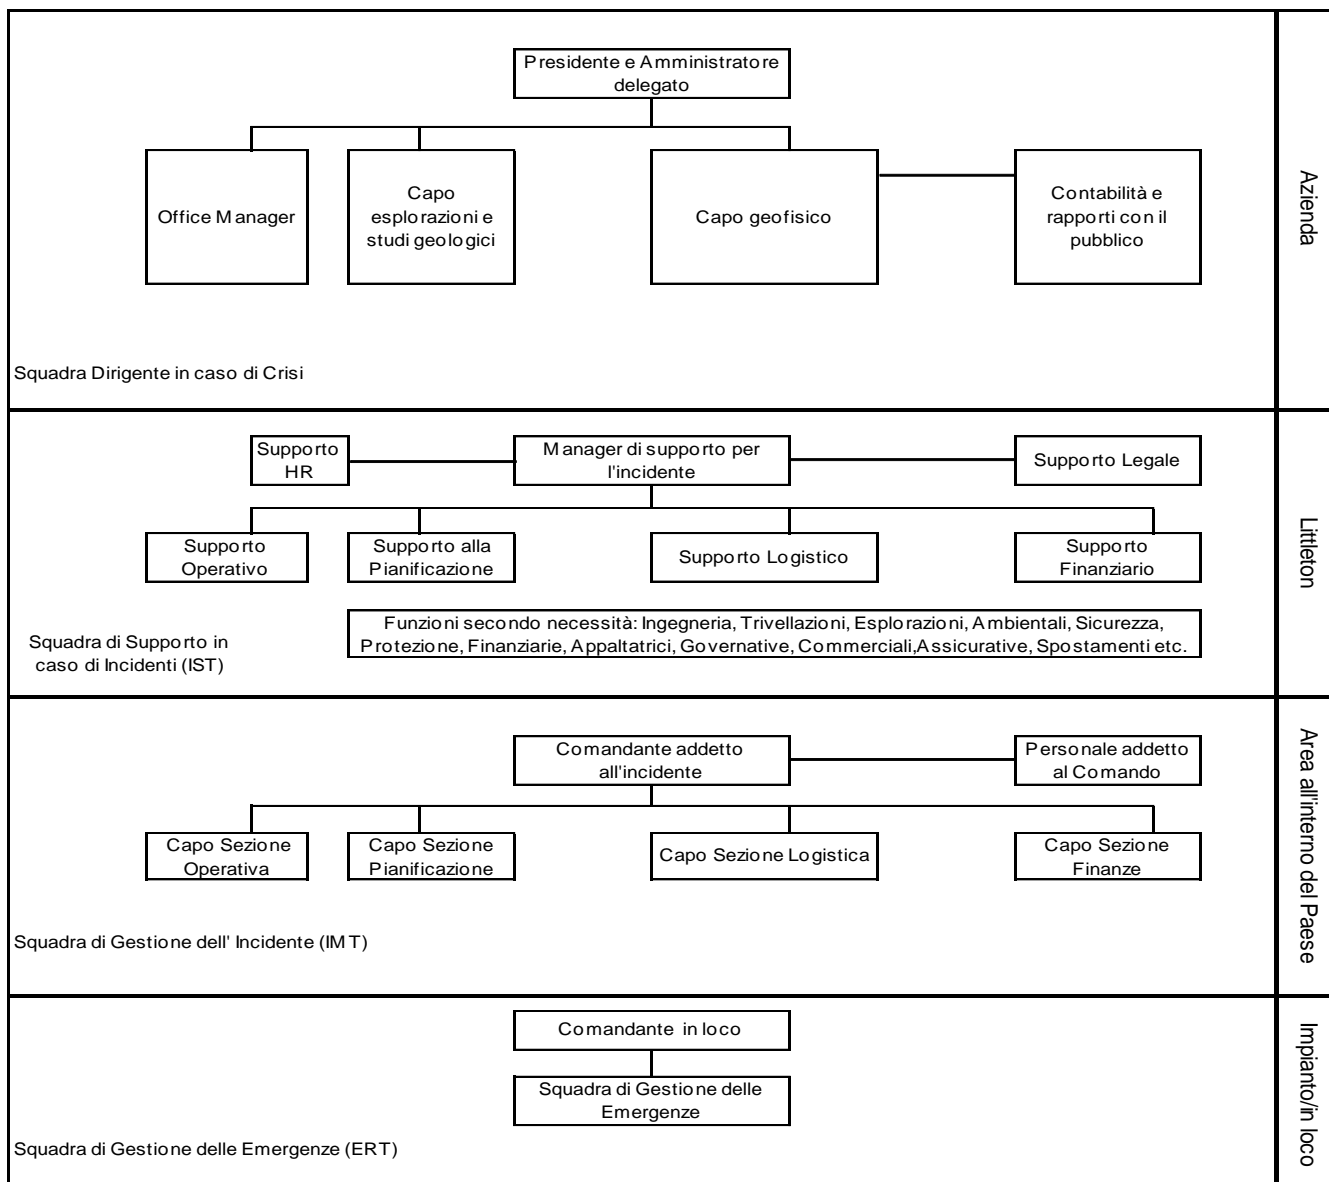 Presidente e Amministratore
delegato
Office Manager
Capo
esplorazioni e
studi geologici
Capo geofisico
Contabilità e
rapporti con il
pubblico
Azienda
Squadra Dirigente in caso di Crisi
Supporto
HR
Manager di supporto per
l'incidente
Supporto Legale
Supporto
Operativo
Supporto alla
Pianificazione
Supporto Logistico
Supporto
Finanziario
Littleton
Squadra di Supporto in
caso di Incidenti (IST)
Funzioni secondo necessità: Ingegneria, Trivellazioni, Esplorazioni, Ambientali, Sicurezza,
Protezione, Finanziarie, Appaltatrici, Governative, Commerciali,Assicurative, Spostamenti etc.
Comandante addetto
all'incidente
Personale addetto
al Comando
Capo Sezione
Operativa
Capo Sezione
Pianificazione
Capo Sezione Logistica
Capo Sezione
Finanze
Area all'interno del Paese
Squadra di Gestione dell' Incidente (IMT)
Comandante in loco
Squadra di Gestione delle
Emergenze
Impianto/in loco
Squadra di Gestione delle Emergenze (ERT)